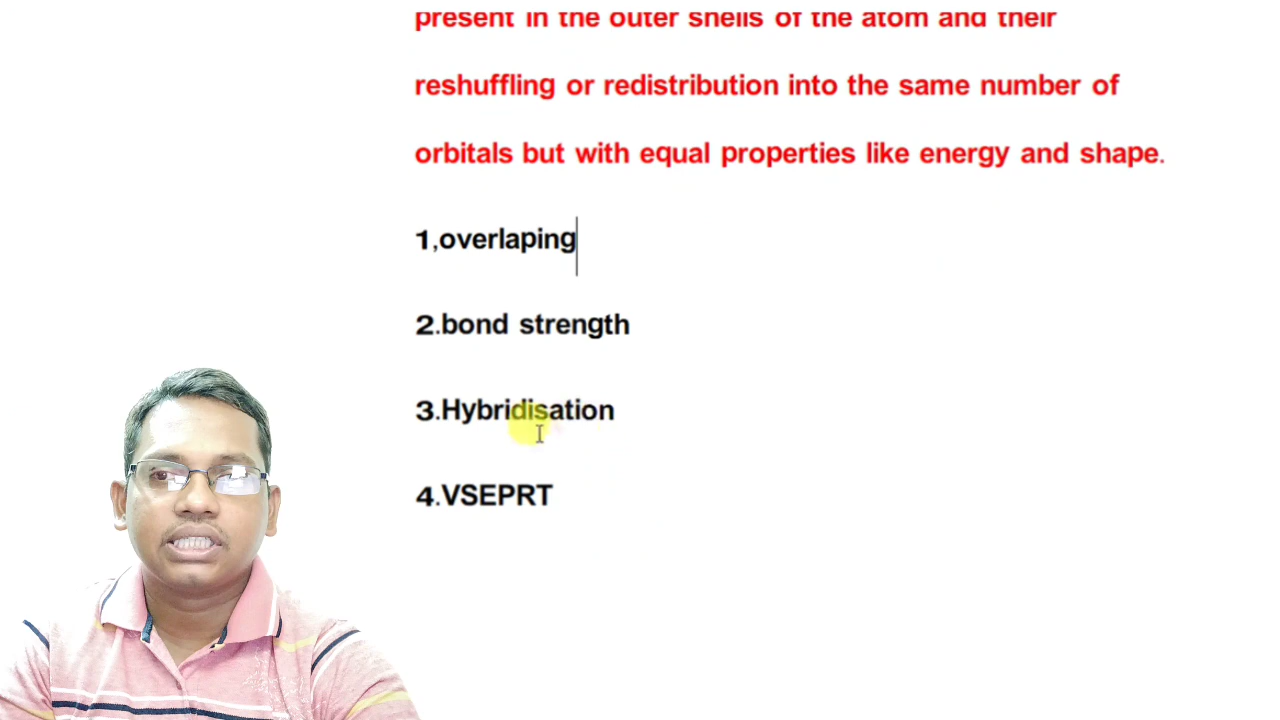 present in the outer shells of the atom and their
reshuffling or redistribution into the same number of
orbitals but with equal properties like energy and shape.
1,overlaping
2.bond strength
3.Hybridisation
4.VSEPRT